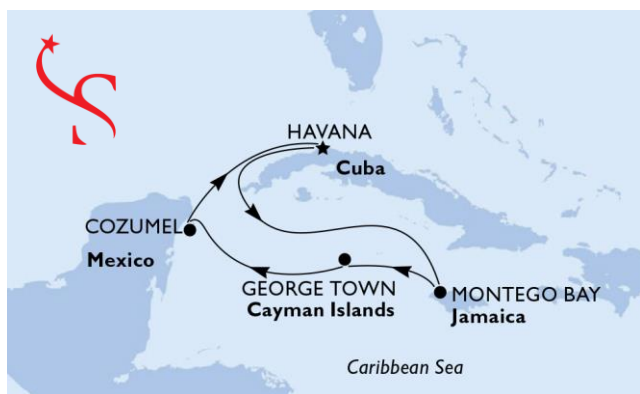 HAVANA
Cuba
COZUMEL
Mexico
GEORGE TOWN
Cayman Islands
MONTEGO BAY
Jamaica
Caribbean Sea